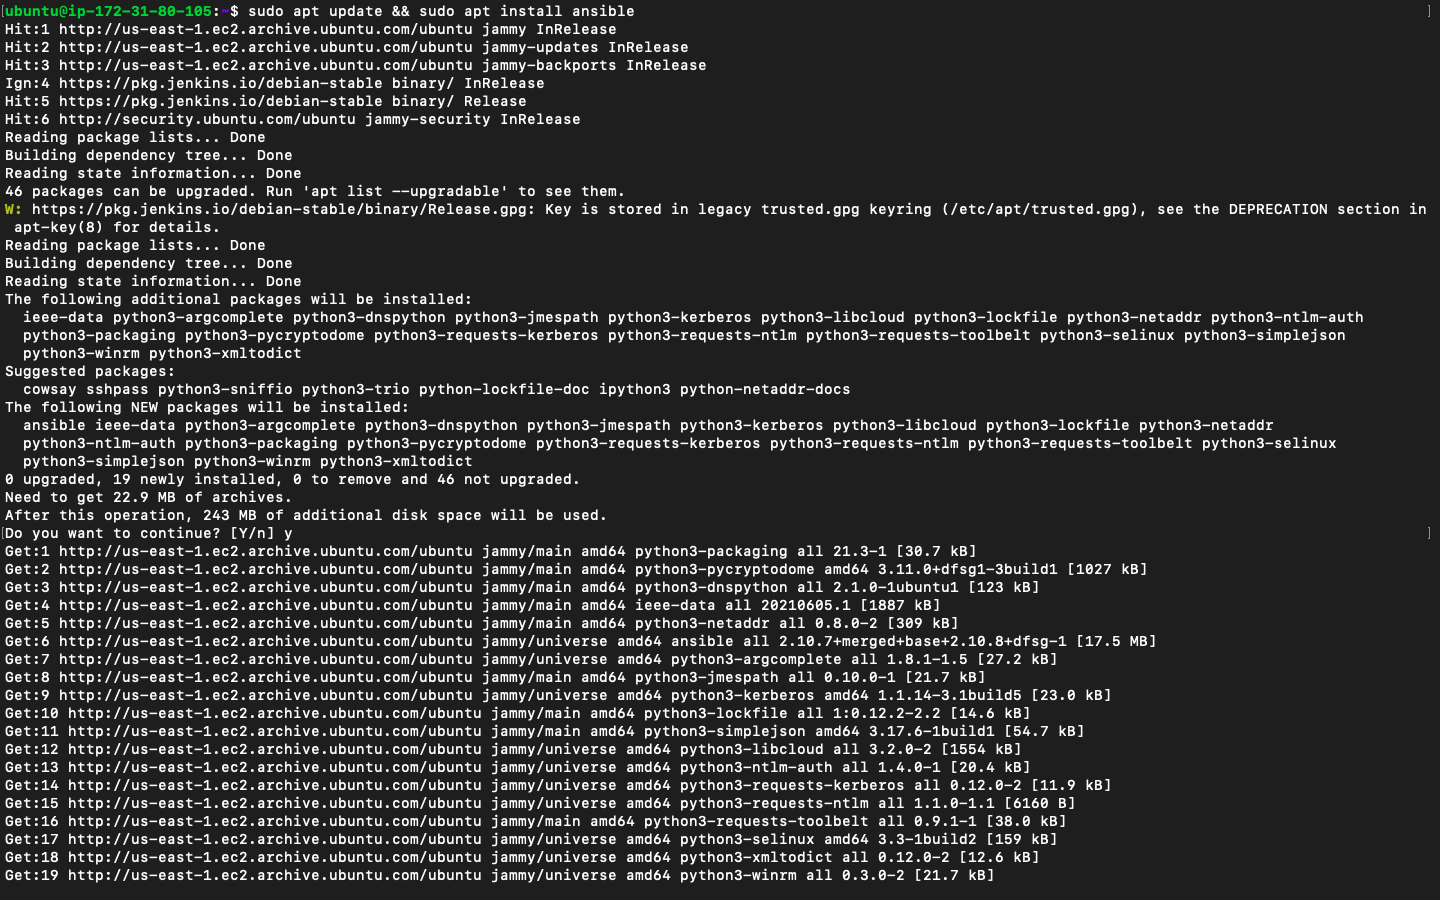 ubuntu@ip-172-31-80-105:~$ sudo apt update && sudo apt install ansible
Hit:1 http://us-east-1.ec2.archive.ubuntu.com/ubuntu jammy InRelease
Hit:2 http://us-east-1.ec2.archive.ubuntu.com/ubuntu jammy-updates InRelease
Hit:3 http://us-east-1.ec2.archive.ubuntu.com/ubuntu jammy-backports InRelease
Ign:4 https://pkg.jenkins.io/debian-stable binary/ InRelease
Hit:5 https://pkg.jenkins.io/debian-stable binary/ Release
Hit:6 http://security.ubuntu.com/ubuntu jammy-security InRelease
Reading package lists... Done
Building dependency tree... Done
Reading state information... Done
46 packages can be upgraded. Run 'apt list --upgradable' to see them.
W: https://pkg.jenkins.io/debian-stable/binary/Release.gpg: Key is stored in legacy trusted.gpg keyring (/etc/apt/trusted.gpg), see the DEPRECATION section in
apt-key(8) for details.
Reading package lists... Done
Building dependency tree... Done
Reading state information... Done
The following additional packages will be installed:
ieee-data python3-argcomplete python3-dnspython python3-jmespath python3-kerberos python3-libcloud python3-lockfile python3-netaddr python3-ntlm-auth
python3-packaging python3-pycryptodome python3-requests-kerberos python3-requests-ntlm python3-requests-toolbelt python3-selinux python3-simplejson
python3-winrm python3-xmltodict
Suggested packages:
cowsay sshpass python3-sniffio python3-trio python-lockfile-doc ipython3 python-netaddr-docs
The following NEW packages will be installed:
ansible ieee-data python3-argcomplete python3-dnspython python3-jmespath python3-kerberos python3-libcloud python3-lockfile python3-netaddr
python3-ntlm-auth python3-packaging python3-pycryptodome python3-requests-kerberos python3-requests-ntlm python3-requests-toolbelt python3-selinux
python3-simplejson python3-winrm python3-xmltodict
0 upgraded, 19 newly installed, 0 to remove and 46 not upgraded.
Need to get 22.9 MB of archives.
After this operation, 243 MB of additional disk space will be used.
Do you want to continue? [Y/n] y
Get:1 http://us-east-1.ec2.archive.ubuntu.com/ubuntu jammy/main amd64 python3-packaging all 21.3-1 [30.7 kB]
Get:2 http://us-east-1.ec2.archive.ubuntu.com/ubuntu jammy/main amd64 python3-pycryptodome amd64 3.11.0+dfsg1-3build1 [1027 kB]
Get:3 http://us-east-1.ec2.archive.ubuntu.com/ubuntu jammy/main amd64 python3-dnspython all 2.1.0-1ubuntu1 [123 kB]
Get:4 http://us-east-1.ec2.archive.ubuntu.com/ubuntu jammy/main amd64 ieee-data all 20210605.1 [1887 kB]
Get:5 http://us-east-1.ec2.archive.ubuntu.com/ubuntu jammy/main amd64 python3-netaddr all 0.8.0-2 [309 kB]
Get:6 http://us-east-1.ec2.archive.ubuntu.com/ubuntu jammy/universe amd64 ansible all 2.10.7+merged+base+2.10.8+dfsg-1 [17.5 MB]
Get:7 http://us-east-1.ec2.archive.ubuntu.com/ubuntu jammy/universe amd64 python3-argcomplete all 1.8.1-1.5 [27.2 kB]
Get:8 http://us-east-1.ec2.archive.ubuntu.com/ubuntu jammy/main amd64 python3-jmespath all 0.10.0-1 [21.7 kB]
Get:9 http://us-east-1.ec2.archive.ubuntu.com/ubuntu jammy/universe amd64 python3-kerberos amd64 1.1.14-3.1build5 [23.0 kB]
Get:10 http://us-east-1.ec2.archive.ubuntu.com/ubuntu jammy/main amd64 python3-lockfile all 1:0.12.2-2.2 [14.6 kB]
Get:11 http://us-east-1.ec2.archive.ubuntu.com/ubuntu jammy/main amd64 python3-simplejson amd64 3.17.6-1build1 [54.7 kB]
Get:12 http://us-east-1.ec2.archive.ubuntu.com/ubuntu jammy/universe amd64 python3-libcloud all 3.2.0-2 [1554 kB]
Get:13 http://us-east-1.ec2.archive.ubuntu.com/ubuntu jammy/universe amd64 python3-ntlm-auth all 1.4.0-1 [20.4 kB]
Get:14 http://us-east-1.ec2.archive.ubuntu.com/ubuntu jammy/universe amd64 python3-requests-kerberos all 0.12.0-2 [11.9 kB]
Get:15 http://us-east-1.ec2.archive.ubuntu.com/ubuntu jammy/universe amd64 python3-requests-ntlm all 1.1.0-1.1 [6160 B]
Get:16 http://us-east-1.ec2.archive.ubuntu.com/ubuntu jammy/main amd64 python3-requests-toolbelt all 0.9.1-1 [38.0 kB]
Get:17 http://us-east-1.ec2.archive.ubuntu.com/ubuntu jammy/universe amd64 python3-selinux amd64 3.3-1build2 [159 kB]
Get:18 http://us-east-1.ec2.archive.ubuntu.com/ubuntu jammy/universe amd64 python3-xmltodict all 0.12.0-2 [12.6 kB]
Get:19 http://us-east-1.ec2.archive.ubuntu.com/ubuntu jammy/universe amd64 python3-winrm all 0.3.0-2 [21.7 kB]